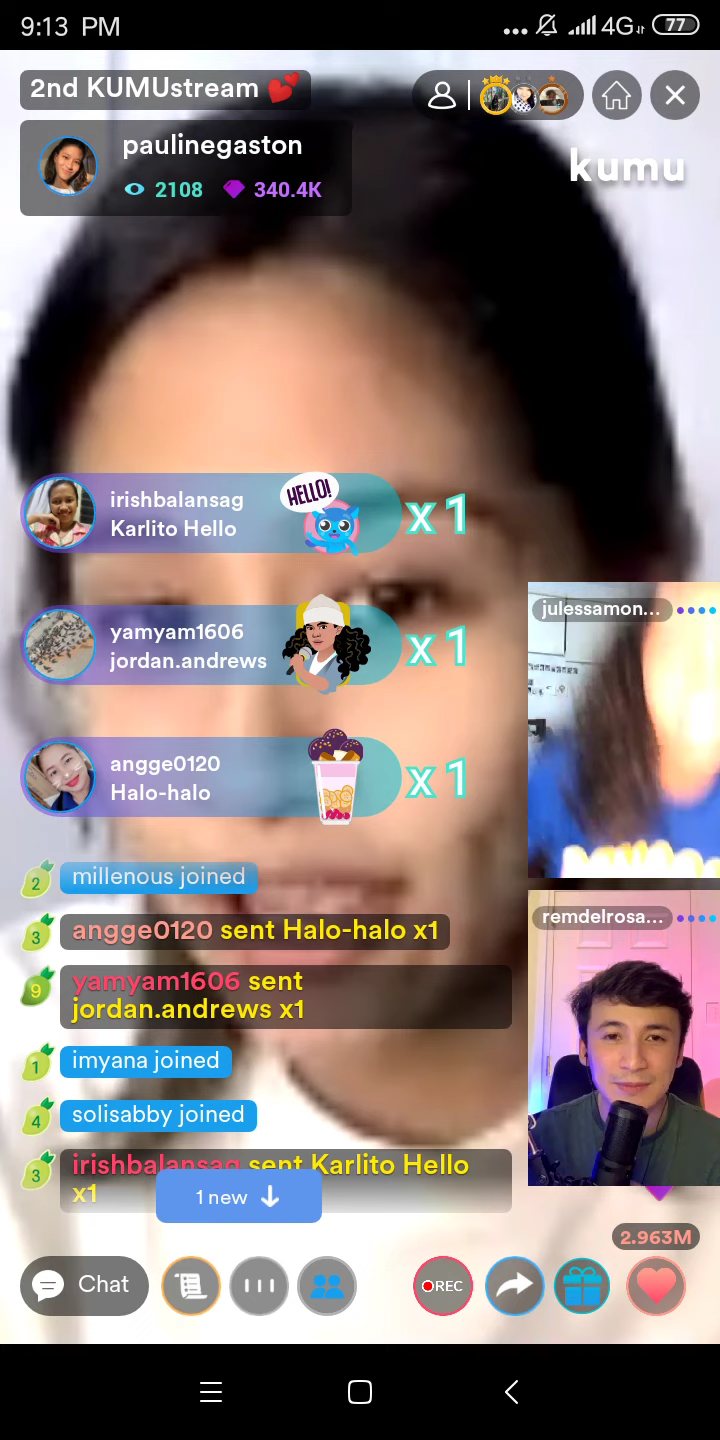 9:13 PM
4G
77
2nd KUMUstream
paulinegaston
2108
340.4K
kumu
irishbalansag
Karlito Hello
HELLO!
x 1
julessamon...
yamyam1606
jordan.andrews
x 1
angge0120
Halo-halo
x 1
2
millenous joined
remdelrosa...
3
angge0120 sent Halo-halo x1
9
yamyam1606 sent
jordan.andrews x1
1
imyana joined
4
solisabby joined
3
irishbalansag sent Karlito Hello
x1
1 new
2.963M
Chat
REC